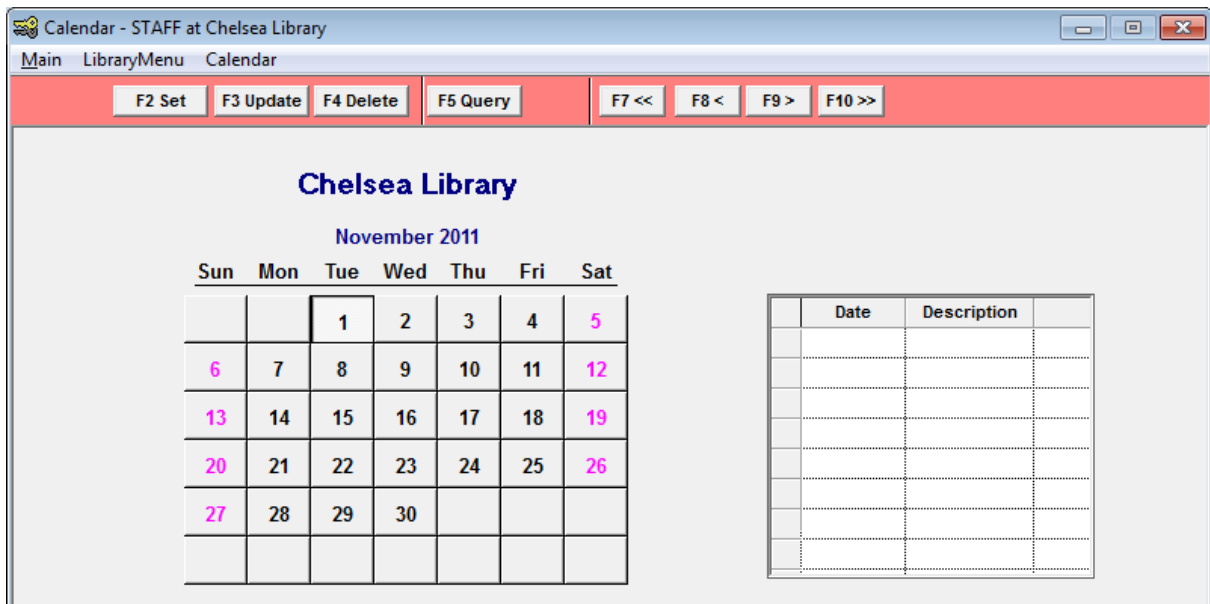 Calendar - STAFF at Chelsea Library
Main LibraryMenu Calendar
F2 Set F3 Update F4 Delete F5 Query F7 << F8 < F9 > F10 >>
Chelsea Library
November 2011
Sun Mon Tue Wed Thu Fri Sat
1 2 3 4 5
6 7 8 9 10 11 12
13 14 15 16 17 18 19
20 21 22 23 24 25 26
27 28 29 30
Date Description